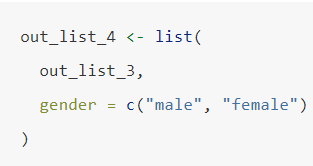 out_list_4 <- list(
  out_list_3,
  gender = c("male", "female")
)